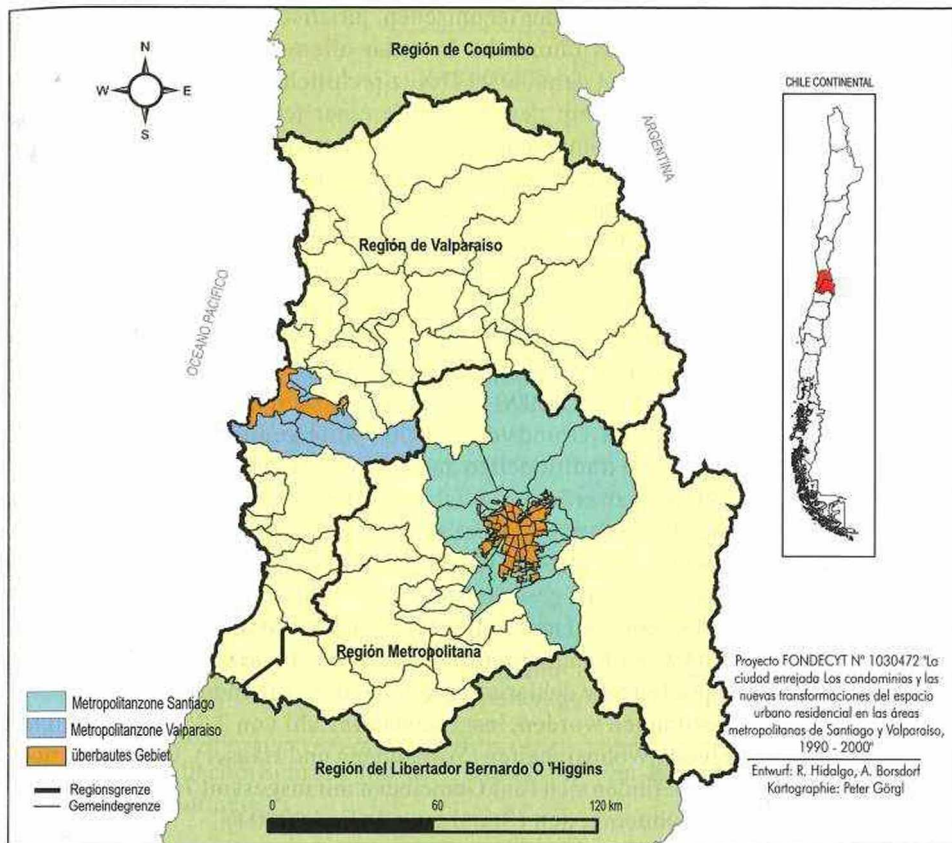 Región de Coquimbo
N
W
E
S
CHILE CONTINENTAL
ARGENTINA
Región de Valparaiso
OCEANO PACIFICO
Región Metropolitana
Metropolitanzone Santiago
Metropolitanzone Valparaiso
überbautes Gebiet
Regionsgrenze
Gemeindegrenze
Región del Libertador Bernardo O 'Higgins
0
60
120 km
Proyecto FONDECYT Nº 1030472 "La
ciudad enrejada Los condominios y las
nuevas transformaciones del espacio
urbano residencial en las áreas
metropolitanas de Santiago y Valparaíso,
1990 - 2000"
Entwurf: R. Hidalgo, A. Borsdorf
Kartographie: Peter Görgl